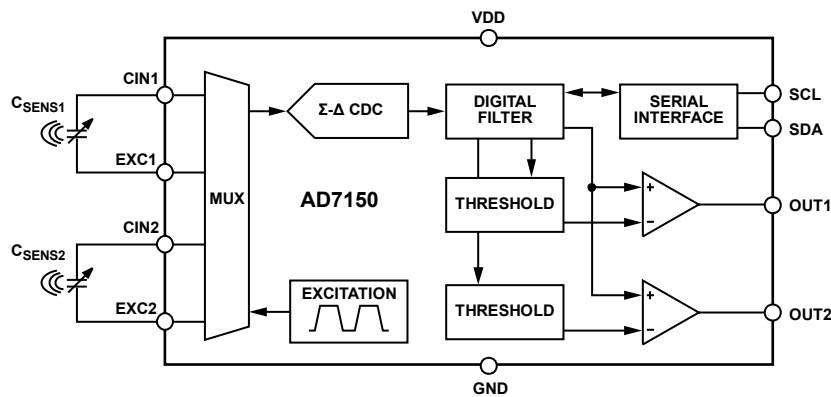 VDD
CIN1
CSENS1
EXC1
CIN2
CSENS2
EXC2
MUX
Σ-Δ CDC
AD7150
EXCITATION
DIGITAL
FILTER
SERIAL
INTERFACE
THRESHOLD
THRESHOLD
+
−
+
−
SCL
SDA
OUT1
OUT2
GND